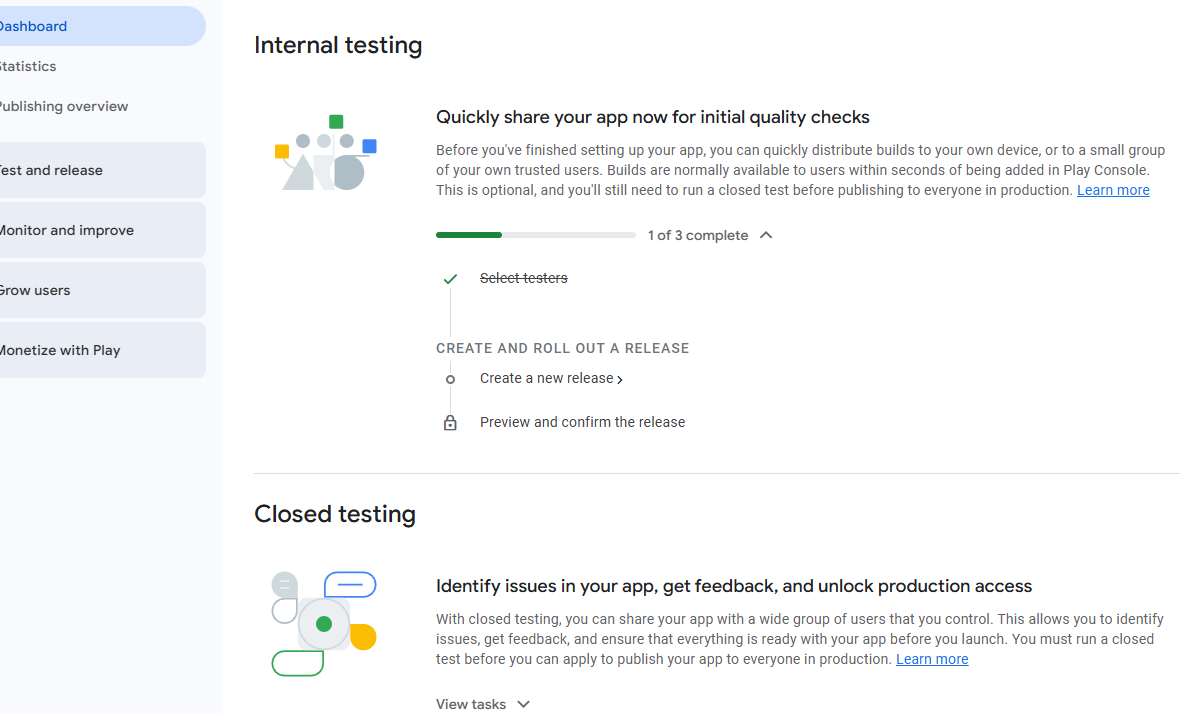 Dashboard
Statistics
Publishing overview
Test and release
Monitor and improve
Grow users
Monetize with Play
Internal testing
Quickly share your app now for initial quality checks
Before you've finished setting up your app, you can quickly distribute builds to your own device, or to a small group
of your own trusted users. Builds are normally available to users within seconds of being added in Play Console.
This is optional, and you'll still need to run a closed test before publishing to everyone in production. Learn more
1 of 3 complete
Select testers
CREATE AND ROLL OUT A RELEASE
Create a new release
Preview and confirm the release
Closed testing
Identify issues in your app, get feedback, and unlock production access
With closed testing, you can share your app with a wide group of users that you control. This allows you to identify
issues, get feedback, and ensure that everything is ready with your app before you launch. You must run a closed
test before you can apply to publish your app to everyone in production. Learn more
View tasks